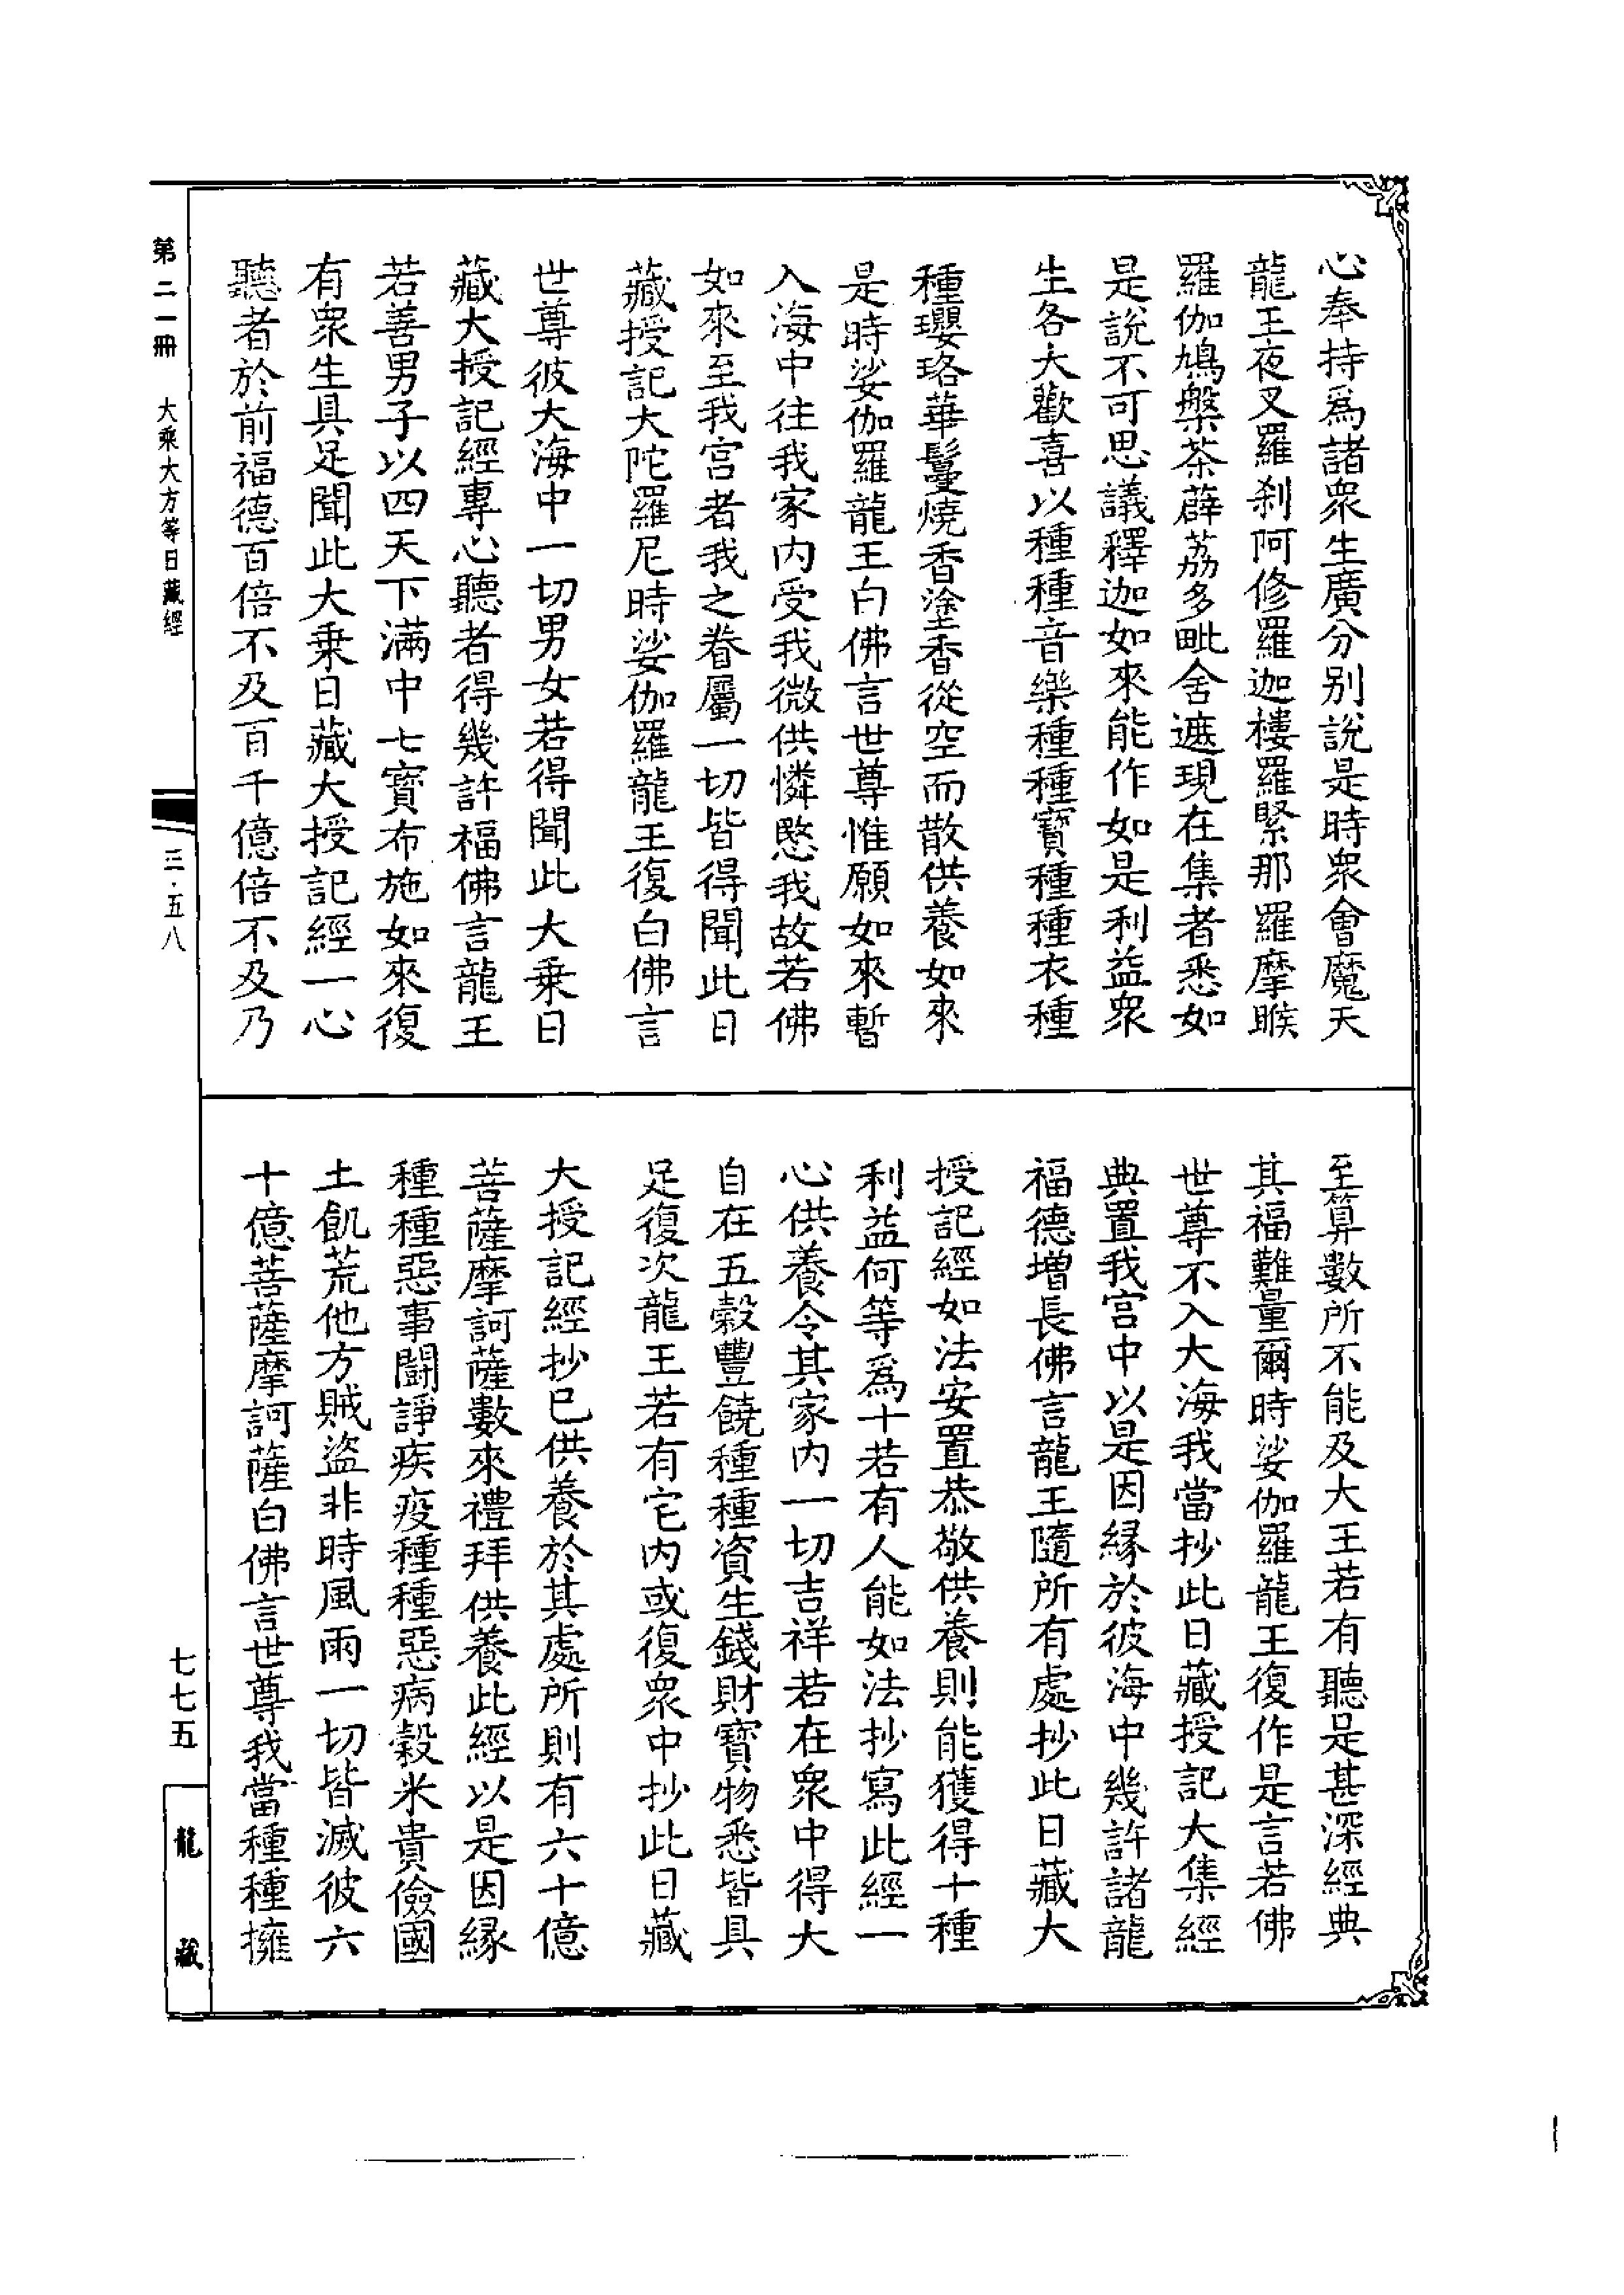 心奉持爲諸衆生廣分别說是時衆會魔天
龍王夜叉羅刹阿修羅迦樓羅緊那羅摩睺
羅伽鳩槃茶薜荔多毗舍遮現在集者悉如
是說不可思議釋迦如來能作如是利益衆
生各大歡喜以種種音樂種種寶種種衣種
種瓔珞華鬘燒香塗香從空而散供養如來
是時娑伽羅龍王白佛言世尊惟願如來暫
入海中往我家内受我微供憐愍我故若佛
如來至我宫者我之眷屬一切皆得聞此日
藏授記大陀羅尼時娑伽羅龍王復白佛言
世尊彼大海中一切男女若得聞此大乗日
藏大授記經專心聽者得幾許福佛言龍王
若善男子以四天下滿中七寶布施如來復
有衆生具足聞此大乗日藏大授記經一心
聽者於前福德百倍不及百千億倍不及乃
至算數所不能及大王若有聽是甚深經典
其福難量爾時娑伽羅龍王復作是言若佛
世尊不入大海我當抄此日藏授記大集經
典置我宫中以是因縁於彼海中幾許諸龍
福德増長佛言龍王隨所有處抄此日藏大
授記經如法安置恭敬供養則能獲得十種
利益何等爲十若有人能如法抄寫此經一
心供養令其家内一切吉祥若在衆中得大
自在五穀豐饒種種資生錢財寶物悉皆具
足復次龍王若有宅内或復衆中抄此日藏
大授記經抄已供養於其處所則有六十億
菩薩摩訶薩數來禮拜供養此經以是因縁
種種惡事鬬諍疾疫種種惡病穀米貴儉國
土飢荒他方賊盜非時風雨一切皆滅彼六
十億菩薩摩訶薩白佛言世尊我當種種擁
第二一冊 大乘大方等日藏經
三·五八
七七五
龍藏